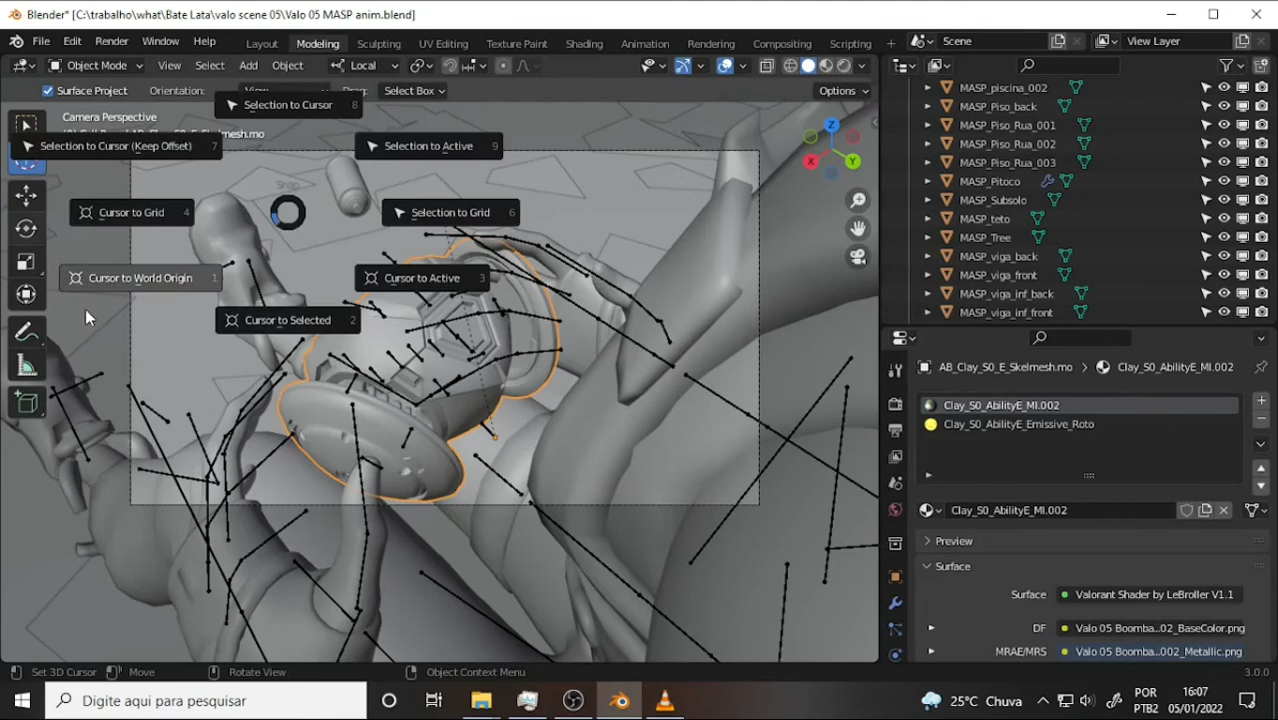 Blender* [C:\trabalho\what\Bate Lata\valo scene 05\Valo 05 MASP anim.blend]
File Edit Render Window Help Layout Modeling Sculpting UV Editing Texture Paint Shading Animation Rendering Compositing Scripting Scene View Layer
Object Mode View Select Add Object Local
Surface Project Orientation: View Select Box Options
Selection to Cursor 8
Camera Perspective
Selection to Cursor (Keep Offset) 7
Selection to Active 9
Snap
Cursor to Grid 4
Selection to Grid 6
Cursor to World Origin 1
Cursor to Active 3
Cursor to Selected 2
Z
X
Y
MASP_piscina_002
MASP_Piso_back
MASP_Piso_Rua_001
MASP_Piso_Rua_002
MASP_Piso_Rua_003
MASP_Pitoco
MASP_Subsolo
MASP_teto
MASP_Tree
MASP_viga_back
MASP_viga_front
MASP_viga_inf_back
MASP_viga_inf_front
AB_Clay_S0_E_Skelmesh.mo Clay_S0_AbilityE_MI.002
Clay_S0_AbilityE_MI.002
Clay_S0_AbilityE_Emissive_Roto
Clay_S0_AbilityE_MI.002
Preview
Surface
Surface Valorant Shader by LeBroller V1.1
DF Valo 05 Boomba...02_BaseColor.png
MRAE/MRS Valo 05 Boomba...002_Metallic.png
Set 3D Cursor Move Rotate View Object Context Menu 3.0.0
Digite aqui para pesquisar
25°C Chuva
POR
PTB2
16:07
05/01/2022